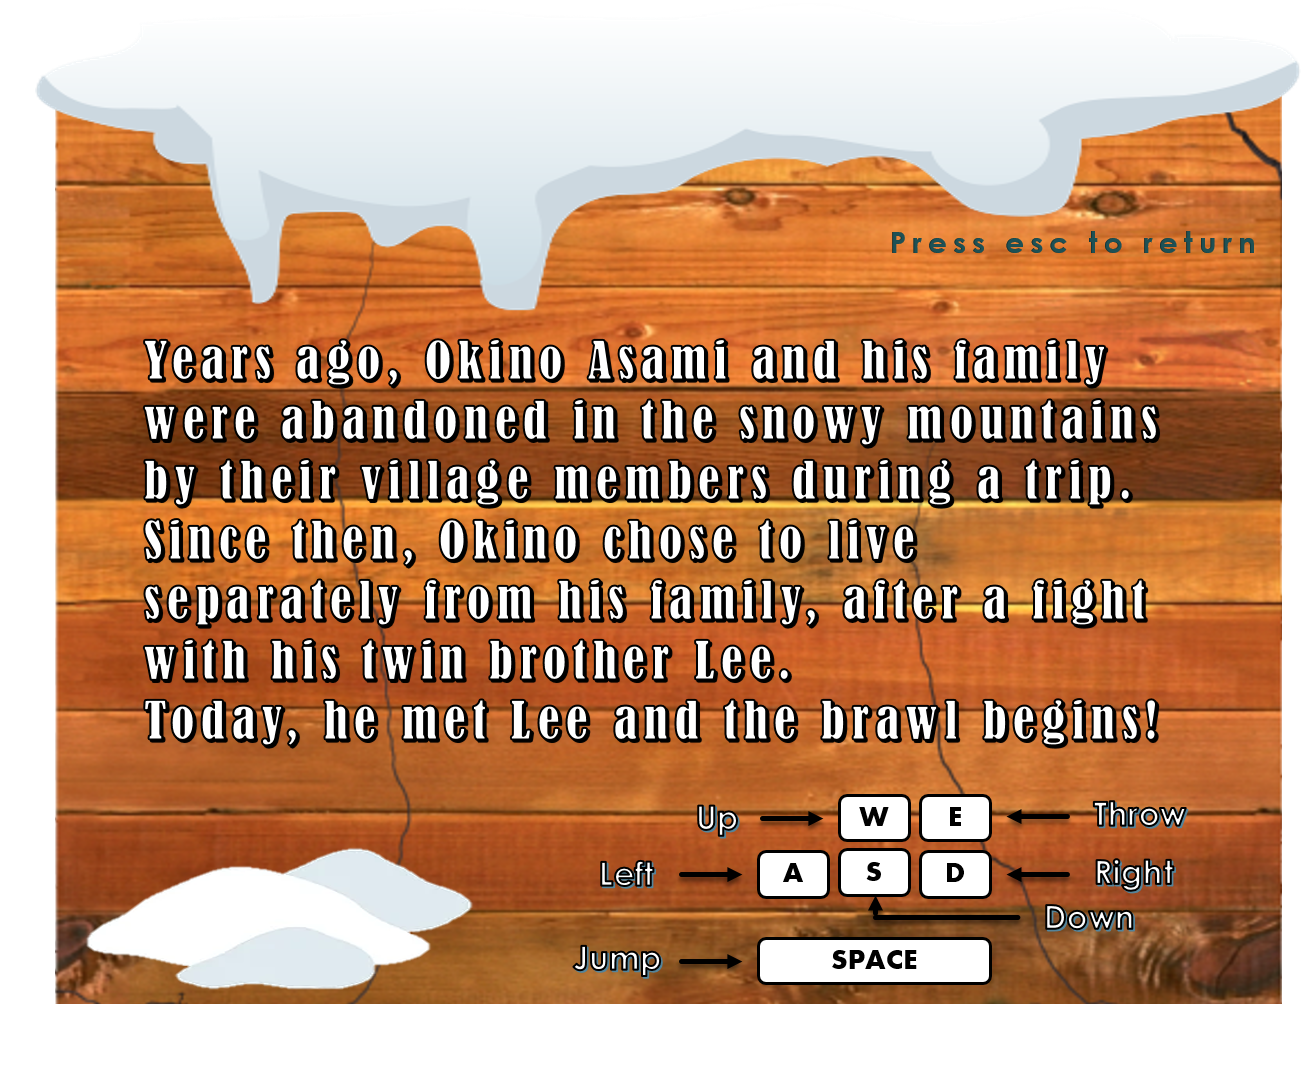 Press esc to return
Years ago, Okino Asami and his family
were abandoned in the snowy mountains
by their village members during a trip.
Since then, Okino chose to live
separately from his family, after a fight
with his twin brother Lee.
Today, he met Lee and the brawl begins!
Up W E Throw
Left A S D Right
Down
Jump SPACE